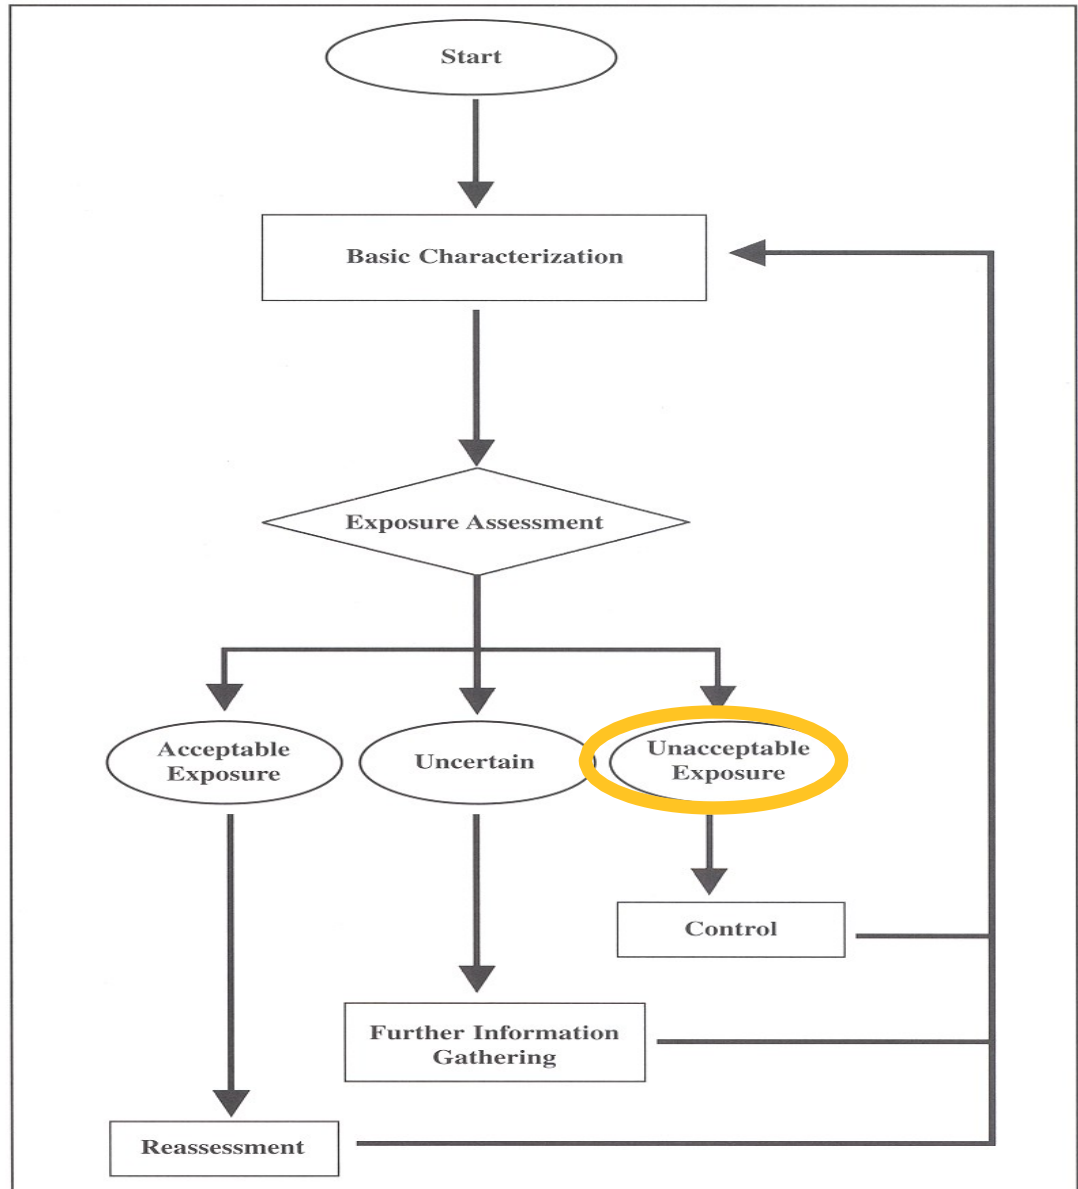 Start
Basic Characterization
Exposure Assessment
Acceptable
Exposure
Uncertain
Unacceptable
Exposure
Control
Further Information
Gathering
Reassessment